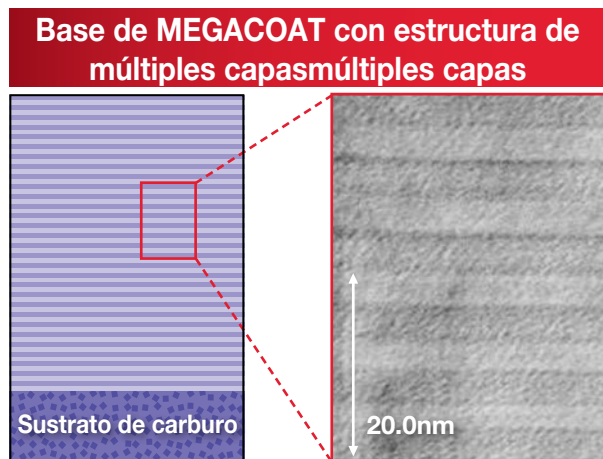 Base de MEGACOAT con estructura de
múltiples capasmúltiples capas
Sustrato de carburo
20.0nm